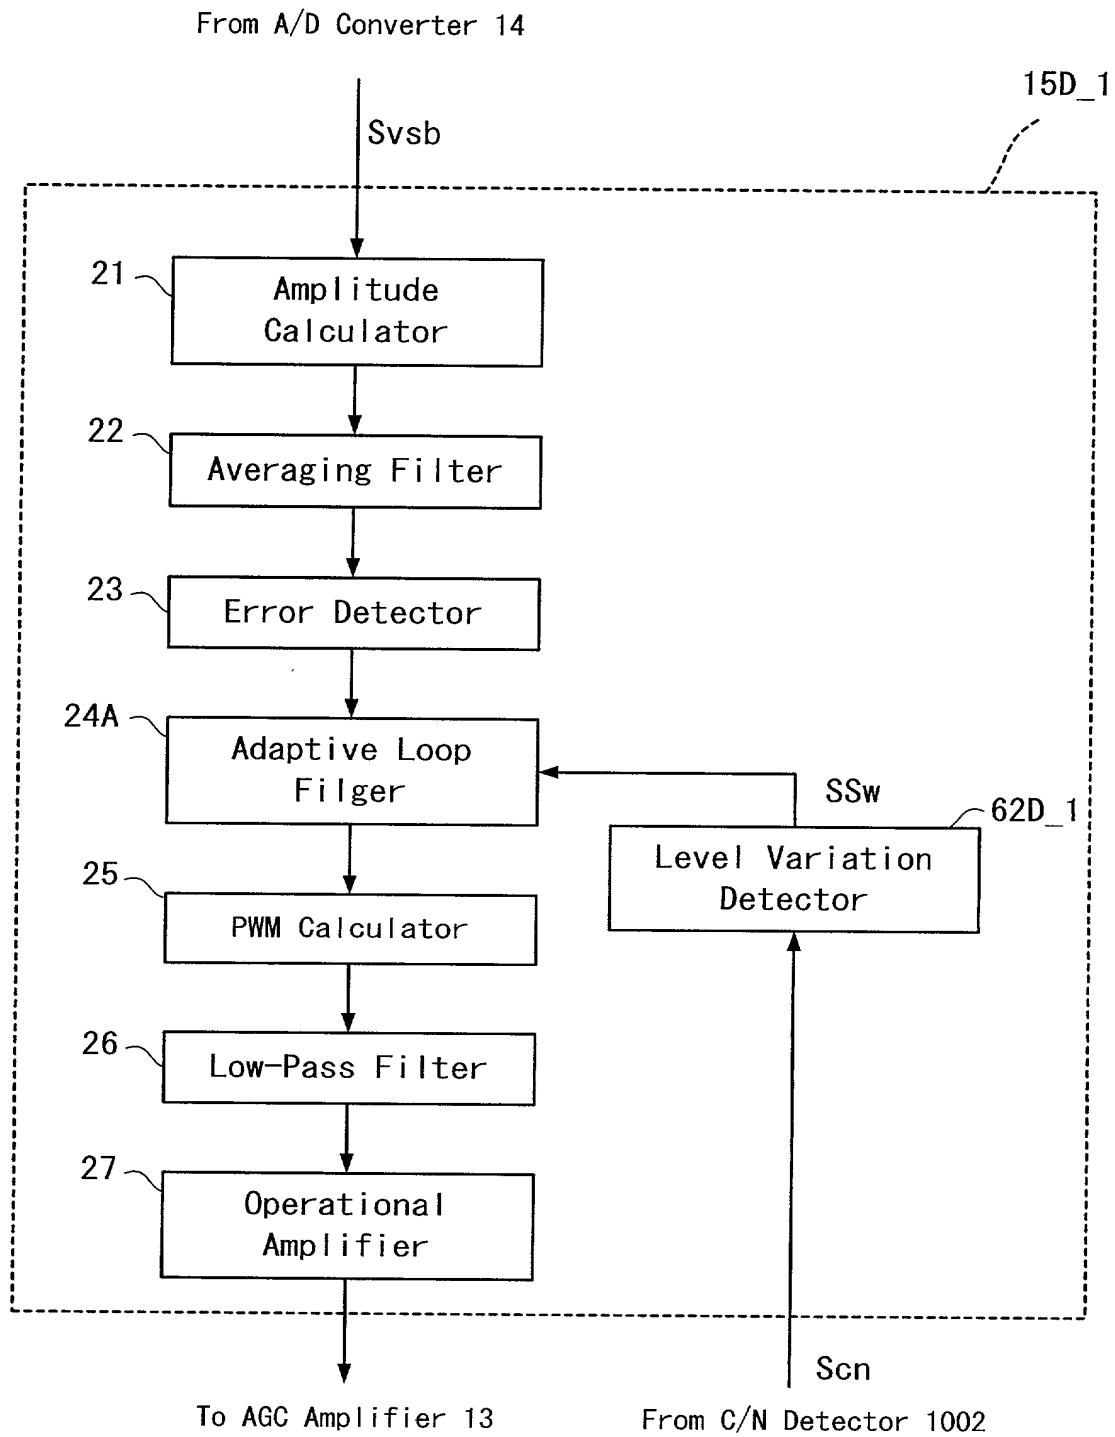 From A/D Converter 14
15D_1
Svsb
21
Amplitude
Calculator
22
Averaging Filter
23
Error Detector
24A
Adaptive Loop
Filger
SSw
62D_1
Level Variation
Detector
25
PWM Calculator
26
Low-Pass Filter
27
Operational
Amplifier
Scn
To AGC Amplifier 13
From C/N Detector 1002